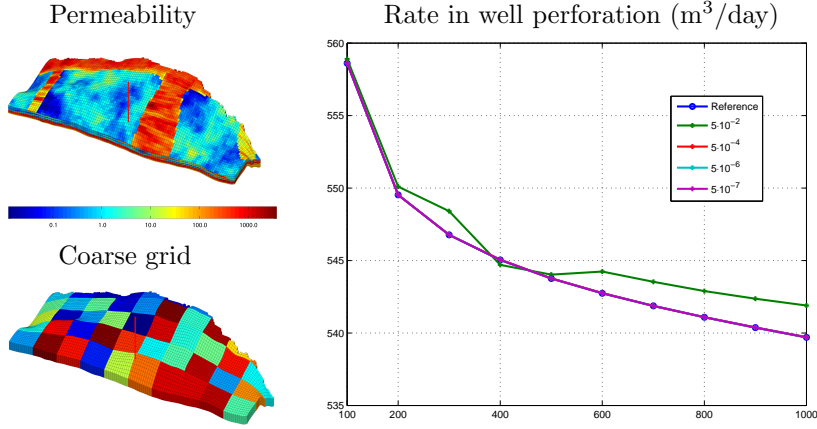 Permeability
0.1 1.0 10.0 100.0 1000.0
Coarse grid
Rate in well perforation (m³/day)
560
555
550
545
540
535
100 200 400 600 800 1000
Reference
5·10⁻²
5·10⁻⁴
5·10⁻⁶
5·10⁻⁷